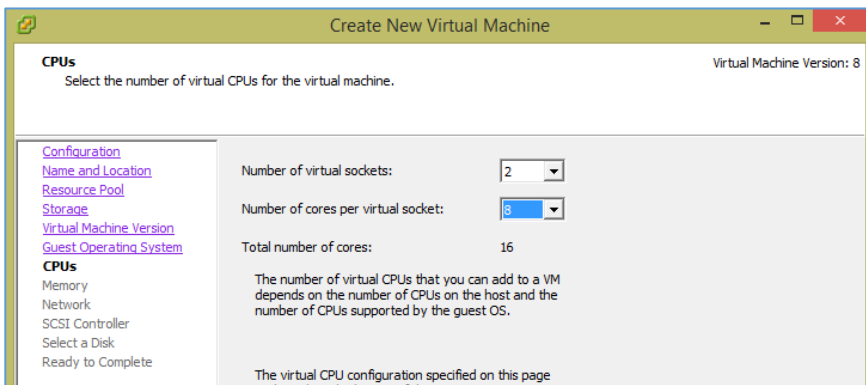 Create New Virtual Machine
CPUs
Virtual Machine Version: 8
Select the number of virtual CPUs for the virtual machine.
Configuration
Name and Location
Resource Pool
Storage
Virtual Machine Version
Guest Operating System
CPUs
Memory
Network
SCSI Controller
Select a Disk
Ready to Complete
Number of virtual sockets: 2
Number of cores per virtual socket: 8
Total number of cores: 16
The number of virtual CPUs that you can add to a VM
depends on the number of CPUs on the host and the
number of CPUs supported by the guest OS.
The virtual CPU configuration specified on this page